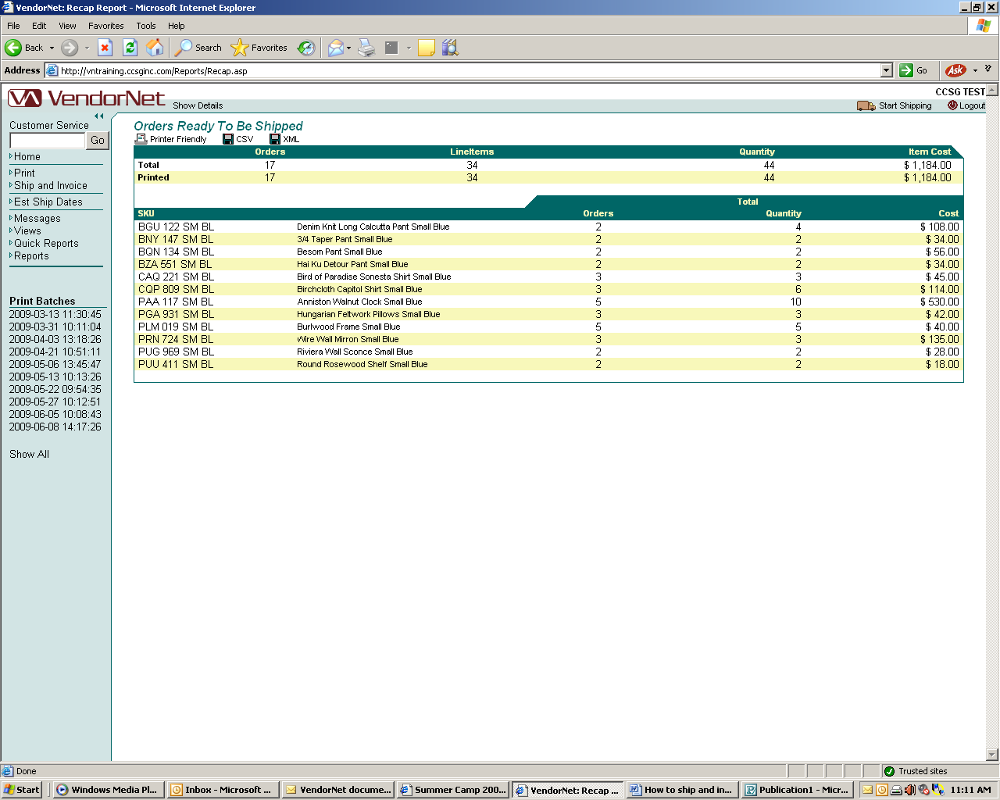 VendorNet: Recap Report - Microsoft Internet Explorer
File Edit View Favorites Tools Help
Back Search Favorites
Address http://vntraining.ccsginc.com/Reports/Recap.asp Go Ask
CCSG TEST
VA VendorNet Show Details Start Shipping Logout
Customer Service
Go
Home
Print
Ship and Invoice
Est Ship Dates
Messages
Views
Quick Reports
Reports
Print Batches
2009-03-13 11:30:45
2009-03-31 10:11:04
2009-04-03 13:18:26
2009-04-21 10:51:11
2009-05-06 13:45:47
2009-05-13 10:13:26
2009-05-22 09:54:35
2009-05-27 10:12:51
2009-06-05 10:08:43
2009-06-08 14:17:26
Show All
Orders Ready To Be Shipped
Printer Friendly CSV XML
Orders LineItems Quantity Item Cost
Total 17 34 44 $ 1,184.00
Printed 17 34 44 $ 1,184.00
Total
SKU Orders Quantity Cost
BGU 122 SM BL Denim Knit Long Calcutta Pant Small Blue 2 4 $ 108.00
BNY 147 SM BL 3/4 Taper Pant Small Blue 2 2 $ 34.00
BQN 134 SM BL Besom Pant Small Blue 2 2 $ 56.00
BZA 551 SM BL Hai Ku Detour Pant Small Blue 2 2 $ 34.00
CAQ 221 SM BL Bird of Paradise Sonesta Shirt Small Blue 3 3 $ 45.00
CQP 809 SM BL Birchcloth Capitol Shirt Small Blue 3 6 $ 114.00
PAA 117 SM BL Anniston Walnut Clock Small Blue 5 10 $ 530.00
PGA 931 SM BL Hungarian Feltwork Pillows Small Blue 3 3 $ 42.00
PLM 019 SM BL Burlwood Frame Small Blue 5 5 $ 40.00
PRN 724 SM BL Wire Wall Mirron Small Blue 3 3 $ 135.00
PUG 969 SM BL Riviera Wall Sconce Small Blue 2 2 $ 28.00
PUU 411 SM BL Round Rosewood Shelf Small Blue 2 2 $ 18.00
Done Trusted sites
Start Windows Media Pl... Inbox - Microsoft ... VendorNet docume... Summer Camp 200... VendorNet: Recap ... How to ship and in... Publication1 - Micr... 11:11 AM